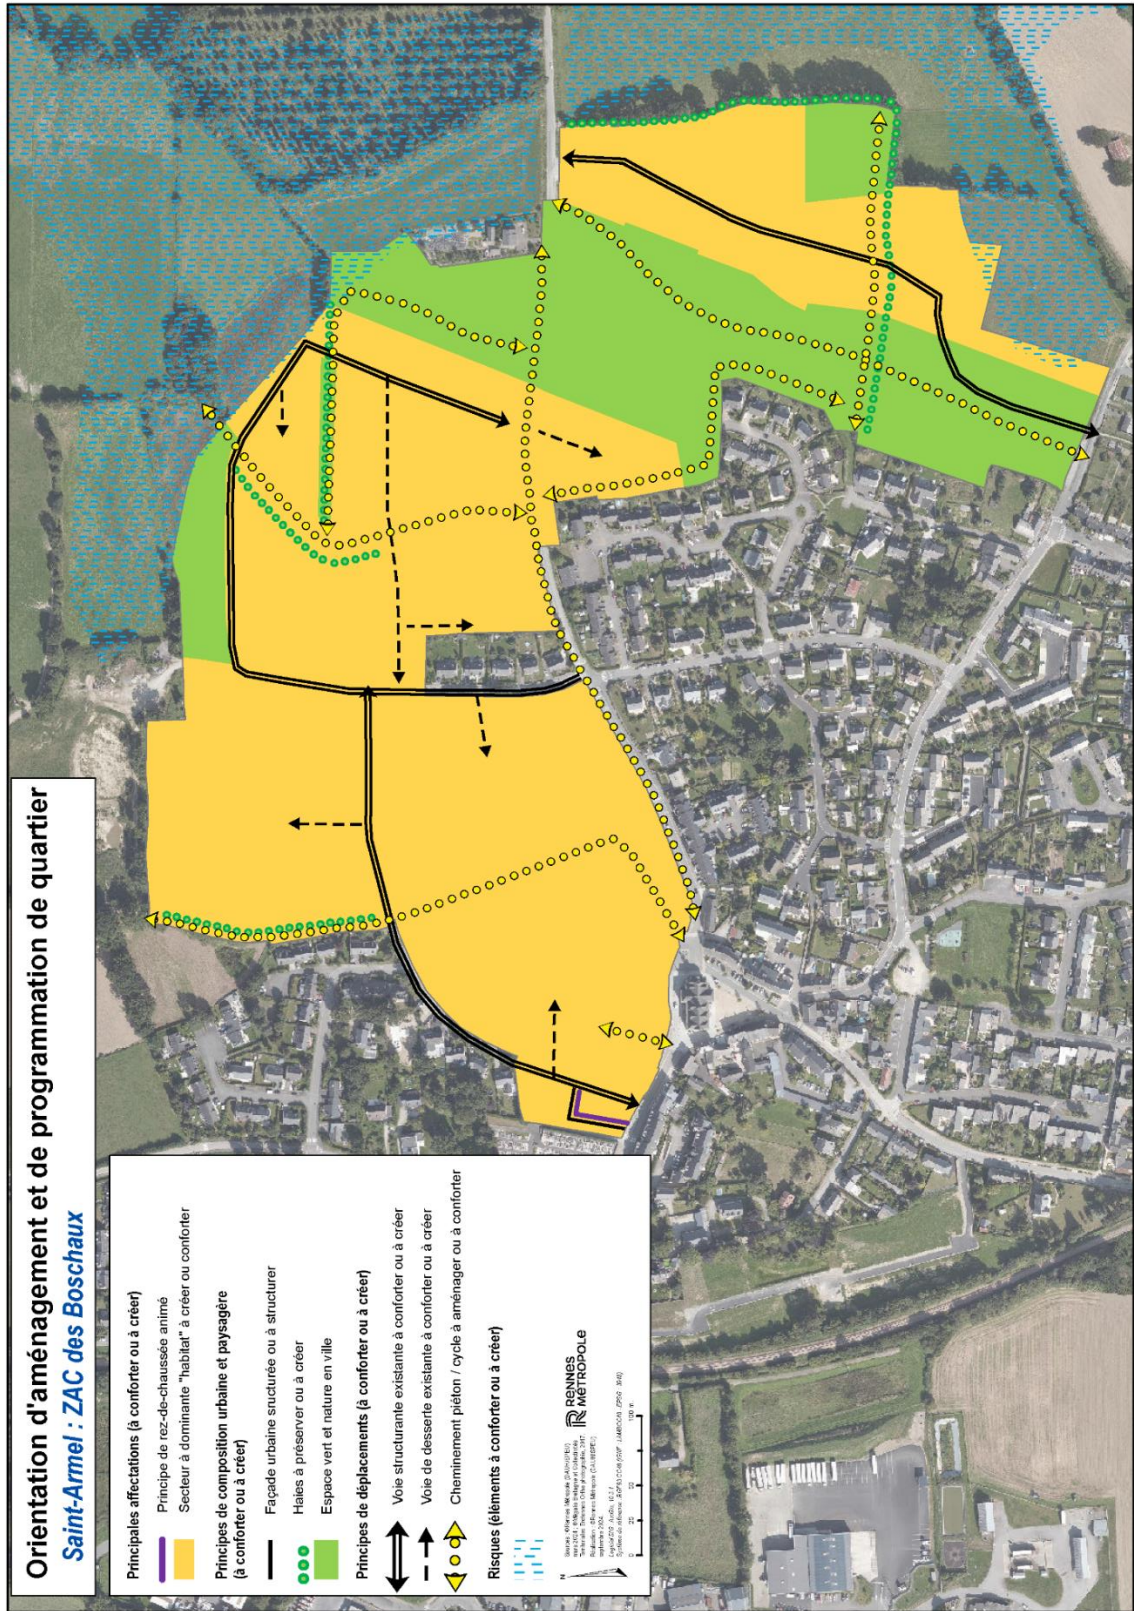 Orientation d'aménagement et de programmation de quartier
Saint-Armel : ZAC des Boschaux
Principales affectations (à conforter ou à créer)
Principe de rez-de-chaussée animé
Secteur à dominante "habitat" à créer ou conforter
Principes de composition urbaine et paysagère
(à conforter ou à créer)
Façade urbaine sructurée ou à structurer
Haies à préserver ou à créer
Espace vert et nature en ville
Principes de déplacements (à conforter ou à créer)
Voie structurante existante à conforter ou à créer
Voie de desserte existante à conforter ou à créer
Cheminement piéton / cycle à aménager ou à conforter
Risques (éléments à conforter ou à créer)
RENNES
MÉTROPOLE
N
0
100 m